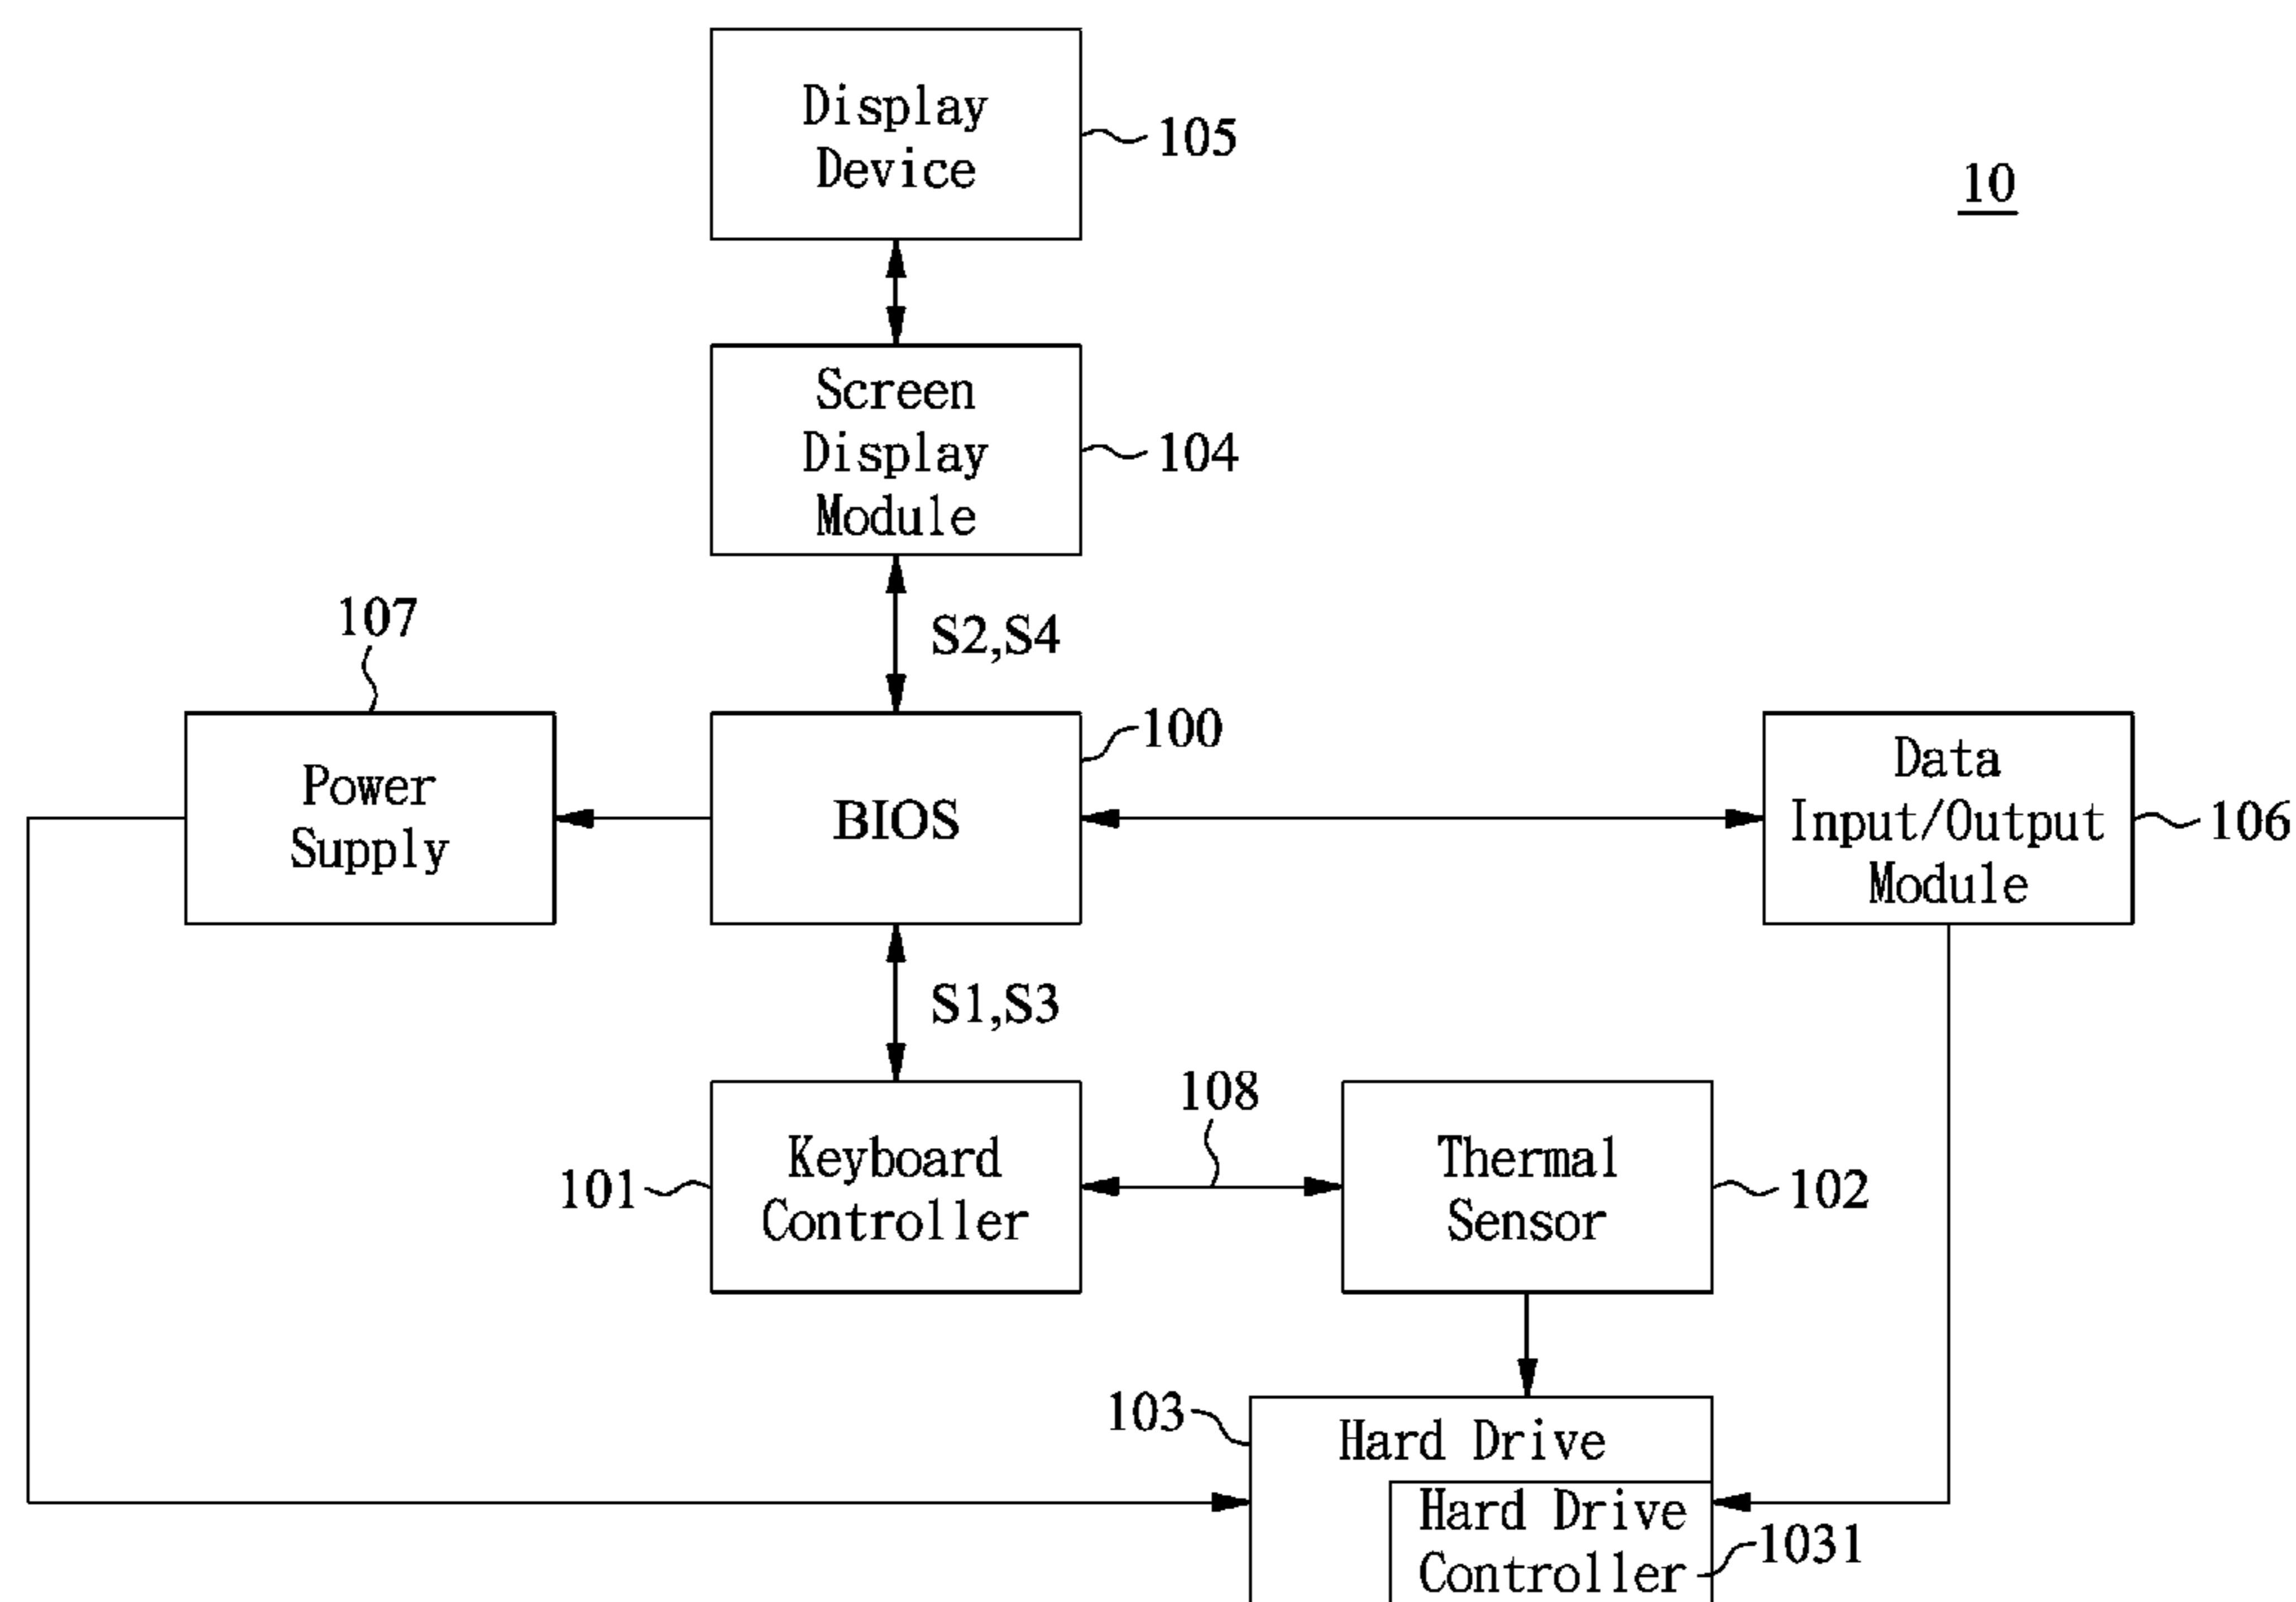 Display
Device
105
10
Screen
Display
Module
104
S2,S4
107
Power
Supply
100
BIOS
Data
Input/Output
Module
106
S1,S3
101
Keyboard
Controller
108
Thermal
Sensor
102
103
Hard Drive
Hard Drive
Controller
1031